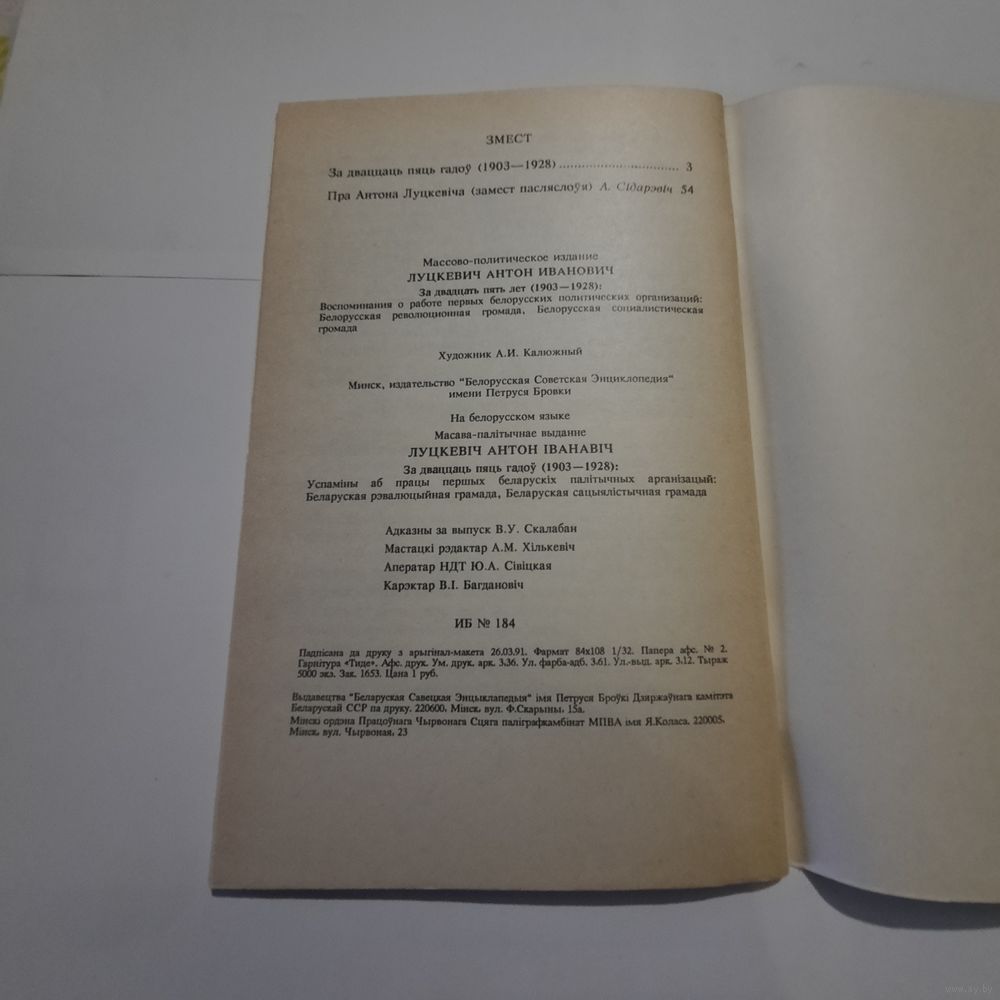 ЗМЕСТ
За дваццаць пяць гадоў (1903—1928) .............................. 3
Пра Антона Луцкевіча (замест пасляслоўя) А. Сідарэвіч 54
Массово-политическое издание
ЛУЦКЕВИЧ АНТОН ИВАНОВИЧ
За двадцать пять лет (1903—1928):
Воспоминания о работе первых белорусских политических организаций:
Белорусская революционная громада, Белорусская социалистическая
громада
Художник А.И. Калюжный
Минск, издательство "Белорусская Советская Энциклопедия"
имени Петруся Бровки
На белорусском языке
Масава-палітычнае выданне
ЛУЦКЕВІЧ АНТОН ІВАНАВІЧ
За дваццаць пяць гадоў (1903—1928):
Успаміны аб працы першых беларускіх палітычных арганізацый:
Беларуская рэвалюцыйная грамада, Беларуская сацыялістычная грамада
Адказны за выпуск В.У. Скалабан
Мастацкі рэдактар А.М. Хількевіч
Аператар НДТ Ю.А. Сівіцкая
Карэктар В.І. Багдановіч
ИБ № 184
Падпісана да друку з арыгінал-макета 26.03.91. Фармат 84х108 1/32. Папера афс. № 2.
Гарнітура «Тиде». Афс. друк. Ум. друк. арк. 3.36. Ул. фарба-адб. 3.61. Ул.-выд. арк. 3.12. Тыраж
5000 экз. Зак. 1653. Цана 1 руб.
Выдавецтва "Беларуская Савецкая Энцыклапедыя" імя Петруся Броўкі Дзяржаўнага камітэта
Беларускай ССР па друку. 220600, Мінск, вул. Ф.Скарыны, 15а.
Мінскі ордэна Працоўнага Чырвонага Сцяга паліграфкамбінат МПВА імя Я.Коласа. 220005,
Мінск, вул. Чырвоная, 23
www.ay.by